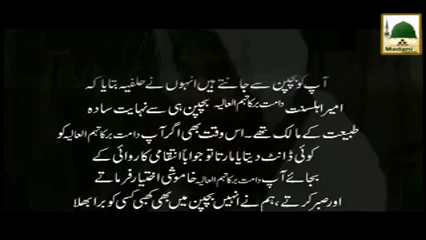 Madani
آپ کو بچپن سے جانتے ہیں انہوں نے حلفیہ بتایا کہ
امیر اہلسنت دامت برکاتہم العالیہ بچپن ہی سے نہایت سادہ
طبیعت کے مالک تھے۔ اس وقت بھی اگر آپ دامت برکاتہم العالیہ کو
کوئی ڈانٹ دیتا یا مارتا تو جواباً انتقامی کاروائی کے
بجائے آپ دامت برکاتہم العالیہ خاموشی اختیار فرماتے
اور صبر کرتے، ہم نے انہیں بچپن میں بھی کبھی کسی کو برا بھلا